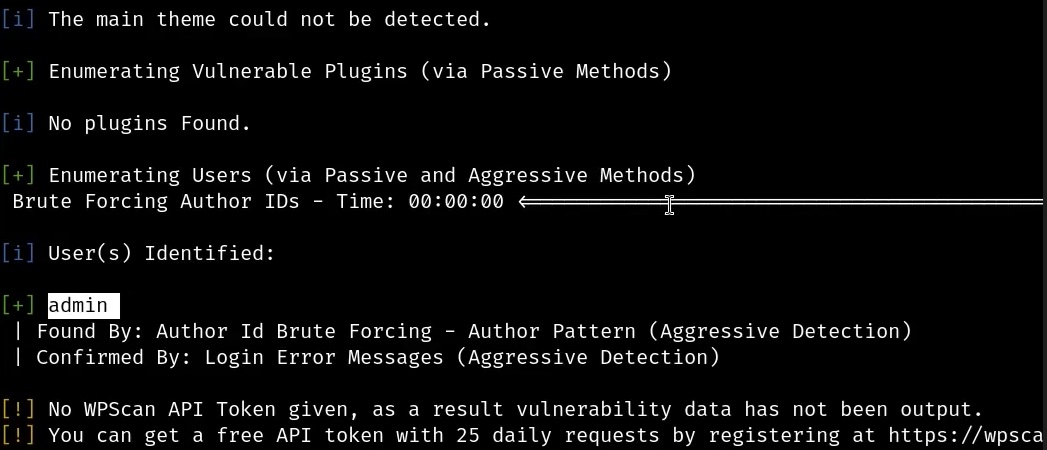 [i] The main theme could not be detected.
[+] Enumerating Vulnerable Plugins (via Passive Methods)
[i] No plugins Found.
[+] Enumerating Users (via Passive and Aggressive Methods)
Brute Forcing Author IDs - Time: 00:00:00 <==========================================
[i] User(s) Identified:
[+] admin
| Found By: Author Id Brute Forcing - Author Pattern (Aggressive Detection)
| Confirmed By: Login Error Messages (Aggressive Detection)
[!] No WPScan API Token given, as a result vulnerability data has not been output.
[!] You can get a free API token with 25 daily requests by registering at https://wpsca